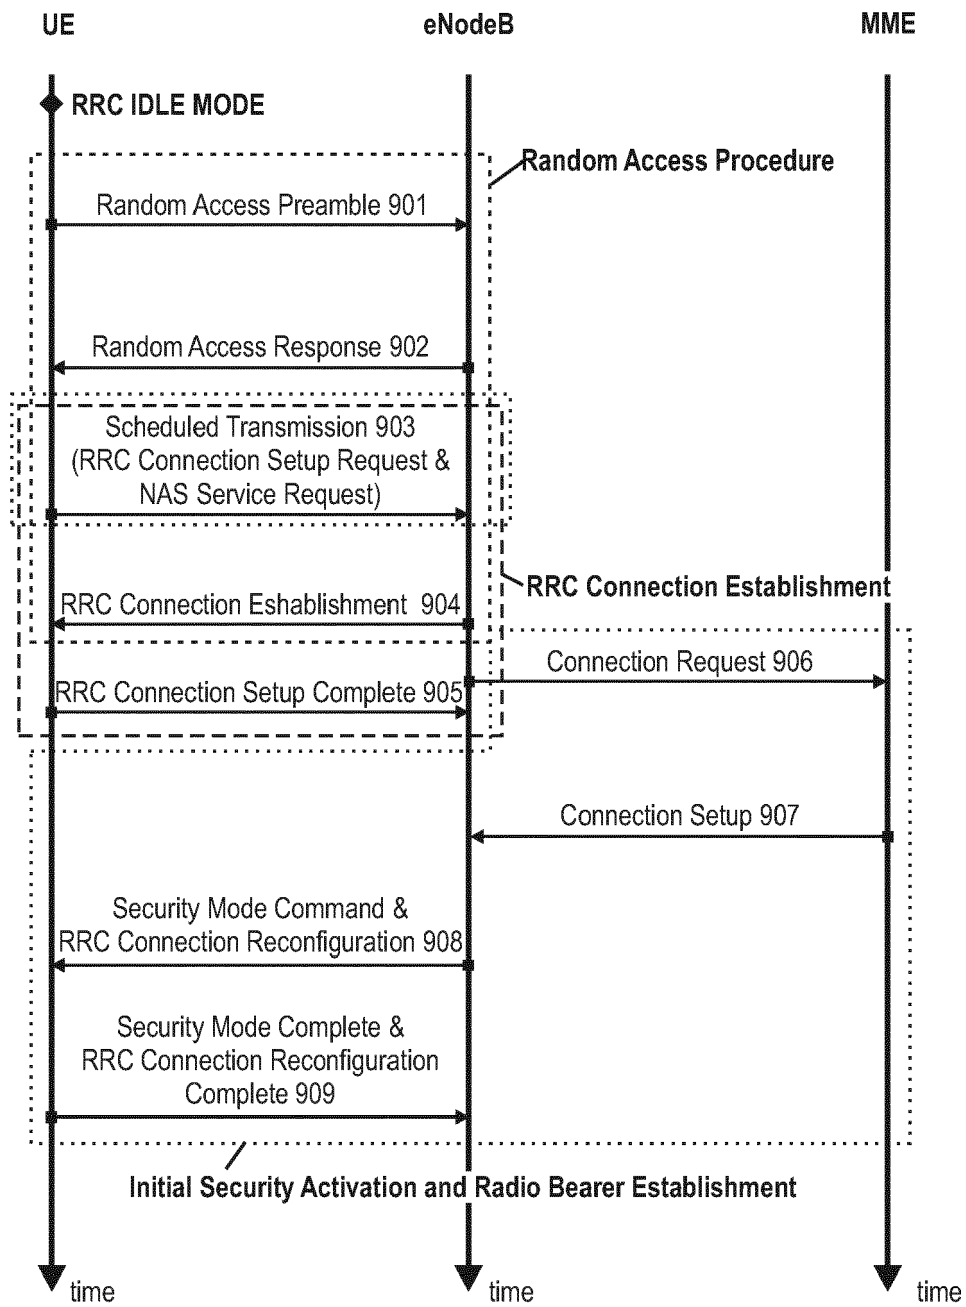 UE
eNodeB
MME
RRC IDLE MODE
Random Access Procedure
Random Access Preamble 901
Random Access Response 902
Scheduled Transmission 903
(RRC Connection Setup Request &
NAS Service Request)
RRC Connection Establishment
RRC Connection Eshablishment 904
Connection Request 906
RRC Connection Setup Complete 905
Connection Setup 907
Security Mode Command &
RRC Connection Reconfiguration 908
Security Mode Complete &
RRC Connection Reconfiguration
Complete 909
Initial Security Activation and Radio Bearer Establishment
time
time
time